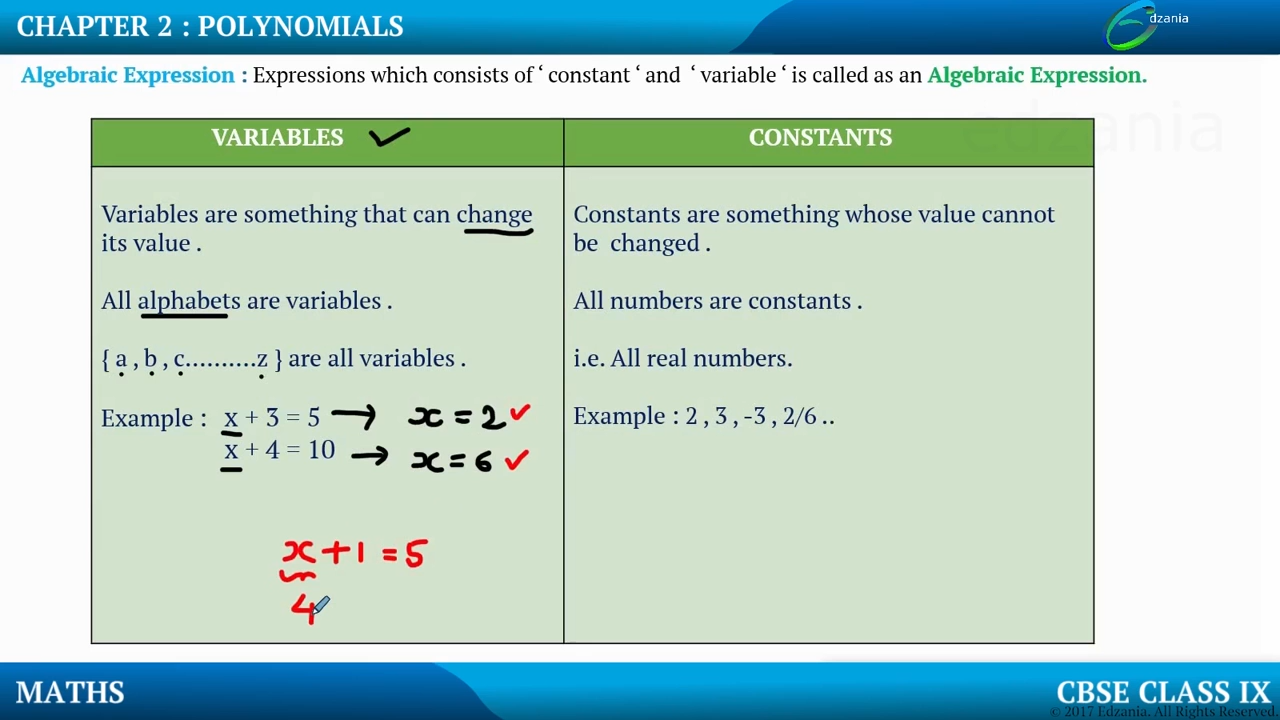 CHAPTER 2 : POLYNOMIALS
Edzania
Algebraic Expression : Expressions which consists of ‘ constant ‘ and ‘ variable ‘ is called as an Algebraic Expression.
edzania
VARIABLES
Variables are something that can change
its value .
All alphabets are variables .
{ a , b , c..........z } are all variables .
Example : x + 3 = 5 → x = 2 ✓
x + 4 = 10 → x = 6 ✓
x + 1 = 5
4
CONSTANTS
Constants are something whose value cannot
be changed .
All numbers are constants .
i.e. All real numbers.
Example : 2 , 3 , -3 , 2/6 ..
MATHS
CBSE CLASS IX
© 2017 Edzania. All Rights Reserved.